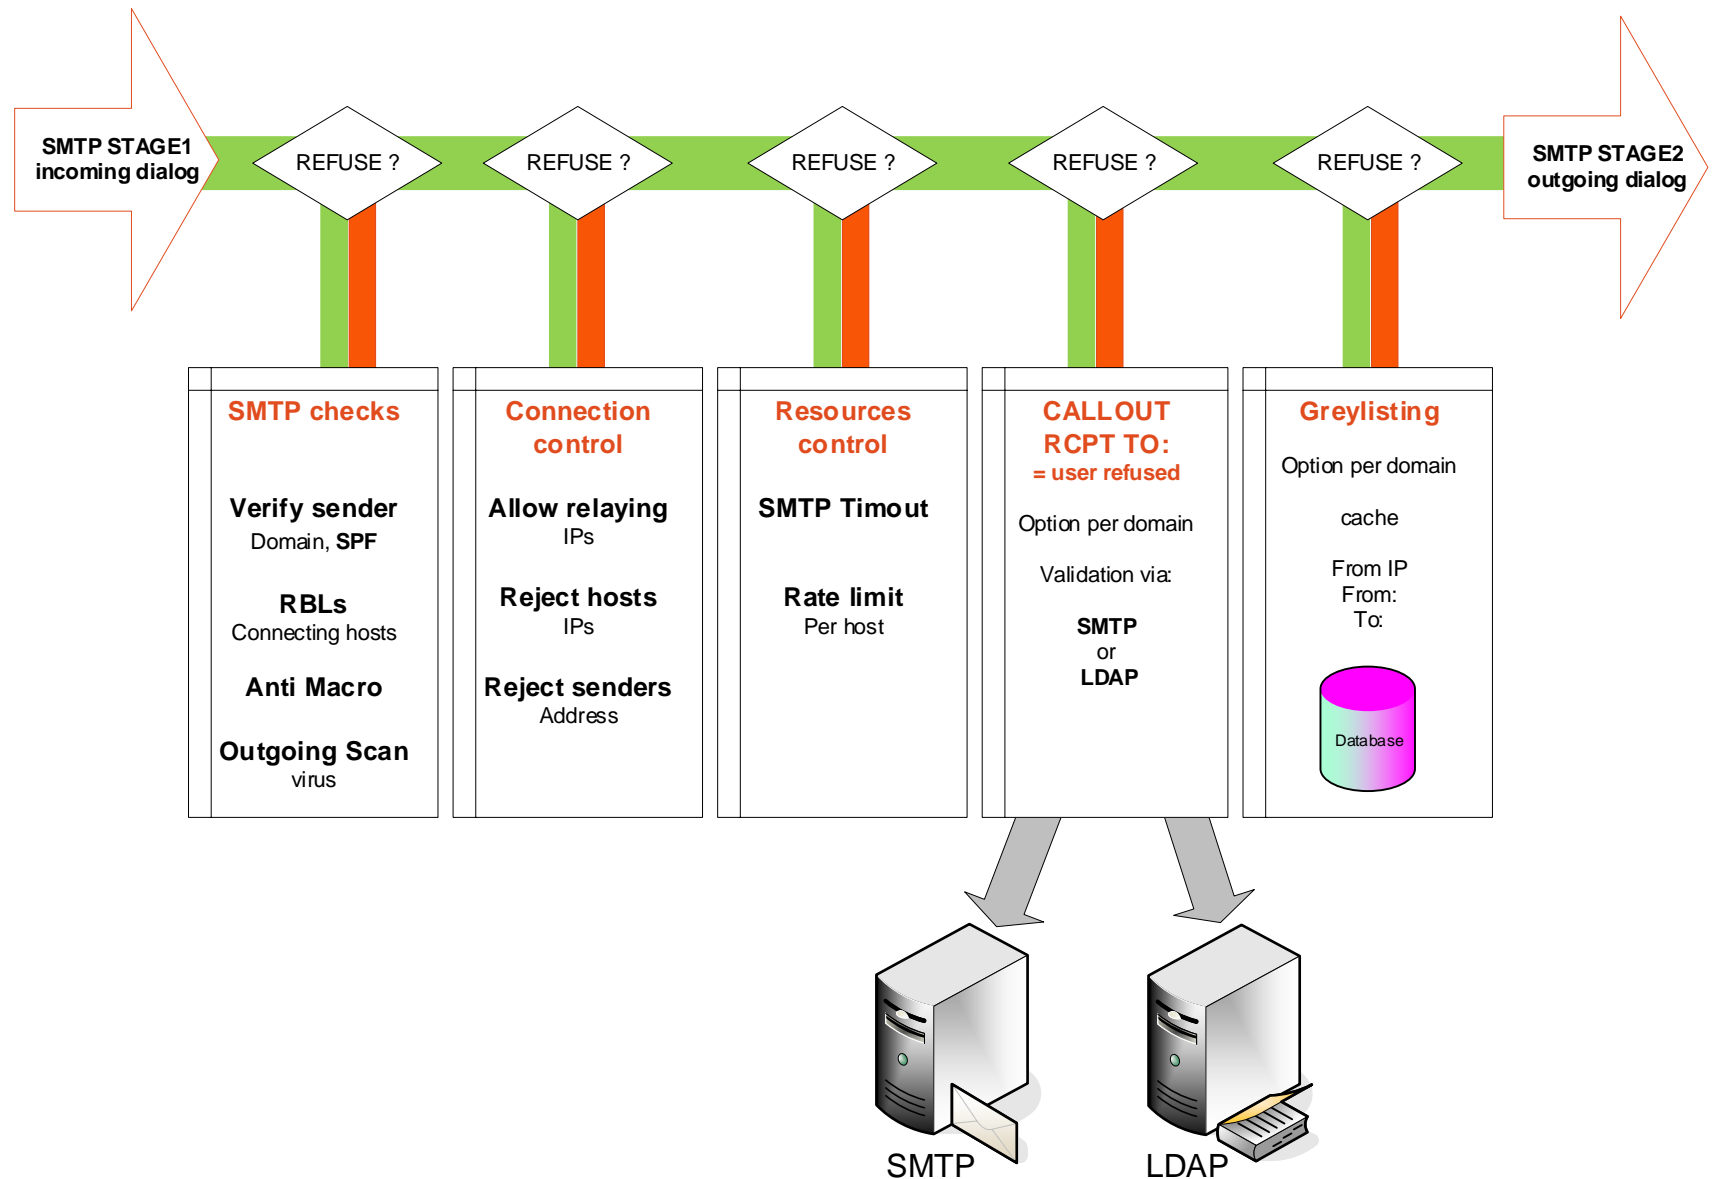 SMTP STAGE1
incoming dialog
REFUSE ?
REFUSE ?
REFUSE ?
REFUSE ?
REFUSE ?
SMTP STAGE2
outgoing dialog
SMTP checks
Verify sender
Domain, SPF
RBLs
Connecting hosts
Anti Macro
Outgoing Scan
virus
Connection
control
Allow relaying
IPs
Reject hosts
IPs
Reject senders
Address
Resources
control
SMTP Timout
Rate limit
Per host
CALLOUT
RCPT TO:
= user refused
Option per domain
Validation via:
SMTP
or
LDAP
Greylisting
Option per domain
cache
From IP
From:
To:
Database
SMTP
LDAP